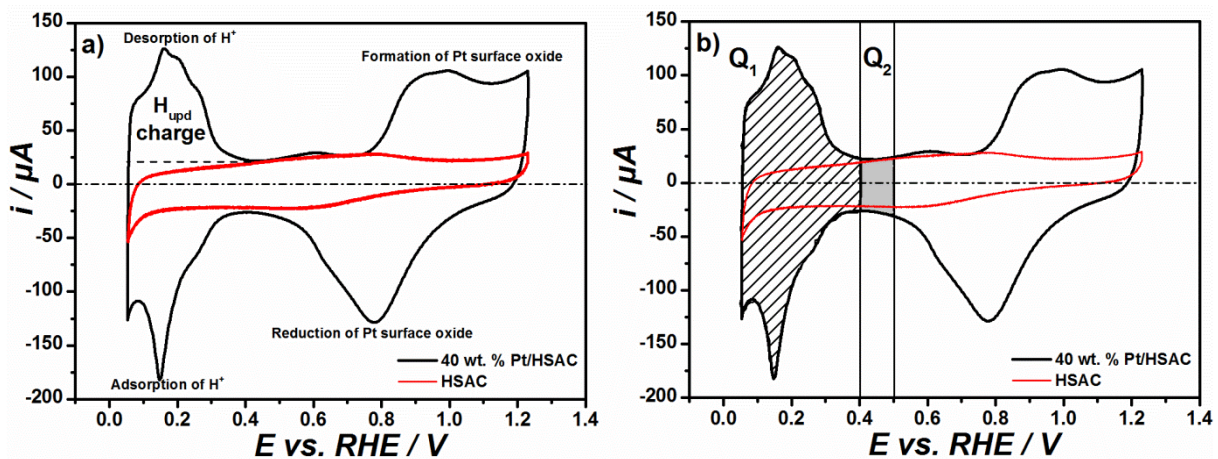 a)
Desorption of H⁺
Formation of Pt surface oxide
H_upd
charge
Reduction of Pt surface oxide
Adsorption of H⁺
40 wt. % Pt/HSAC
HSAC
i / µA
150
100
50
0
-50
-100
-150
-200
0.0 0.2 0.4 0.6 0.8 1.0 1.2 1.4
E vs. RHE / V
b)
Q₁
Q₂
40 wt. % Pt/HSAC
HSAC
i / µA
150
100
50
0
-50
-100
-150
-200
0.0 0.2 0.4 0.6 0.8 1.0 1.2 1.4
E vs. RHE / V